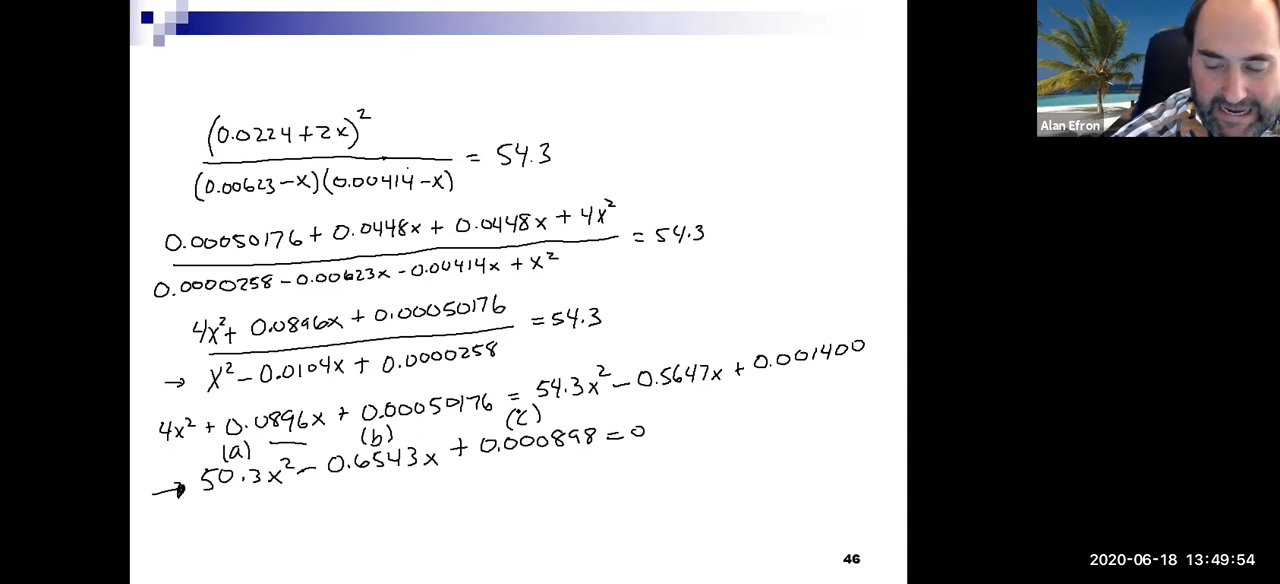 (0.0224+2x)²
= 54.3
(0.00623-x)(0.00414-x)
0.00050176 + 0.0448x + 0.0448x + 4x²
= 54.3
0.0000258 - 0.00623x - 0.00414x + x²
4x² + 0.0896x + 0.00050176
= 54.3
→ x² - 0.0104x + 0.0000258
4x² + 0.0896x + 0.00050176 = 54.3x² - 0.5647x + 0.001400
(a) (b) (c)
→ 50.3x² - 0.6543x + 0.000898 = 0
46
Alan Efron
2020-06-18 13:49:54